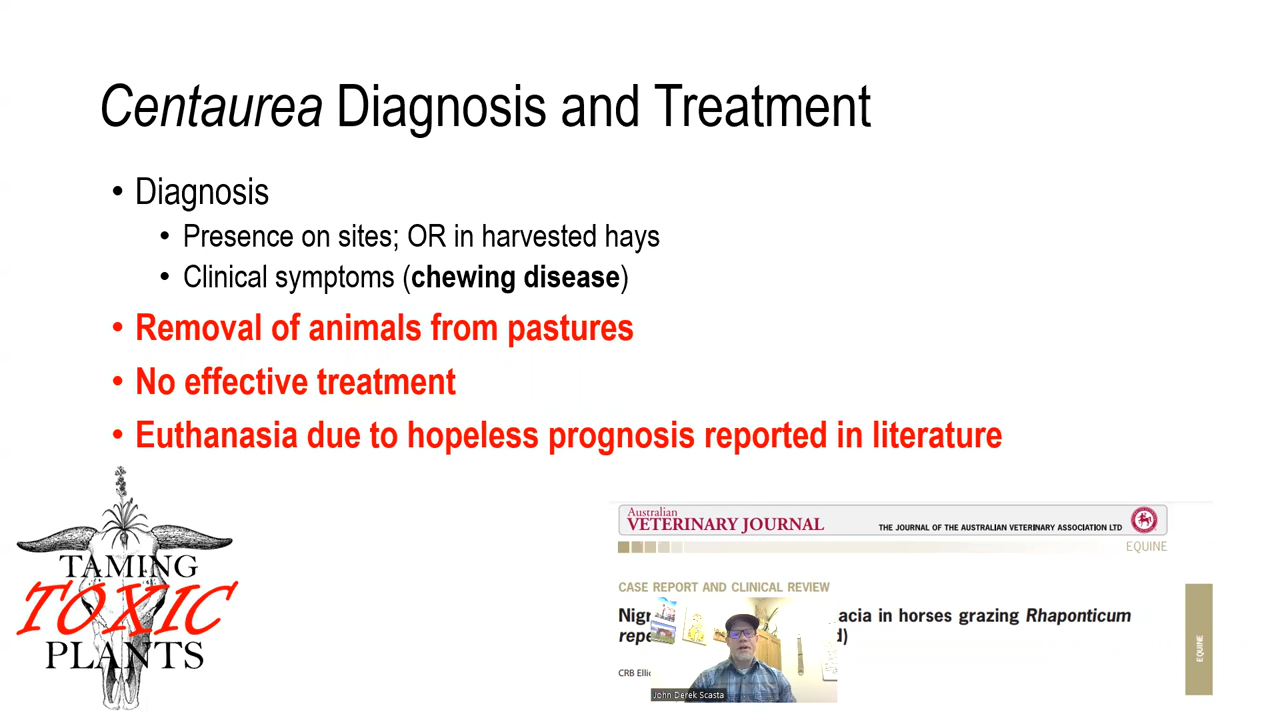 Centaurea Diagnosis and Treatment
• Diagnosis
• Presence on sites; OR in harvested hays
• Clinical symptoms (chewing disease)
• Removal of animals from pastures
• No effective treatment
• Euthanasia due to hopeless prognosis reported in literature
TAMING
TOXIC
PLANTS
Australian
VETERINARY JOURNAL
THE JOURNAL OF THE AUSTRALIAN VETERINARY ASSOCIATION LTD
EQUINE
CASE REPORT AND CLINICAL REVIEW
in horses grazing Rhaponticum
CRB
EQUINE
John Derek Scasta